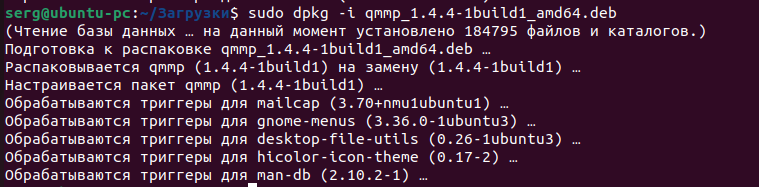 serg@ubuntu-pc:~/Загрузки$ sudo dpkg -i qmmp_1.4.4-1build1_amd64.deb
(Чтение базы данных … на данный момент установлено 184795 файлов и каталогов.)
Подготовка к распаковке qmmp_1.4.4-1build1_amd64.deb …
Распаковывается qmmp (1.4.4-1build1) на замену (1.4.4-1build1) …
Настраивается пакет qmmp (1.4.4-1build1) …
Обрабатываются триггеры для mailcap (3.70+nmu1ubuntu1) …
Обрабатываются триггеры для gnome-menus (3.36.0-1ubuntu3) …
Обрабатываются триггеры для desktop-file-utils (0.26-1ubuntu3) …
Обрабатываются триггеры для hicolor-icon-theme (0.17-2) …
Обрабатываются триггеры для man-db (2.10.2-1) …